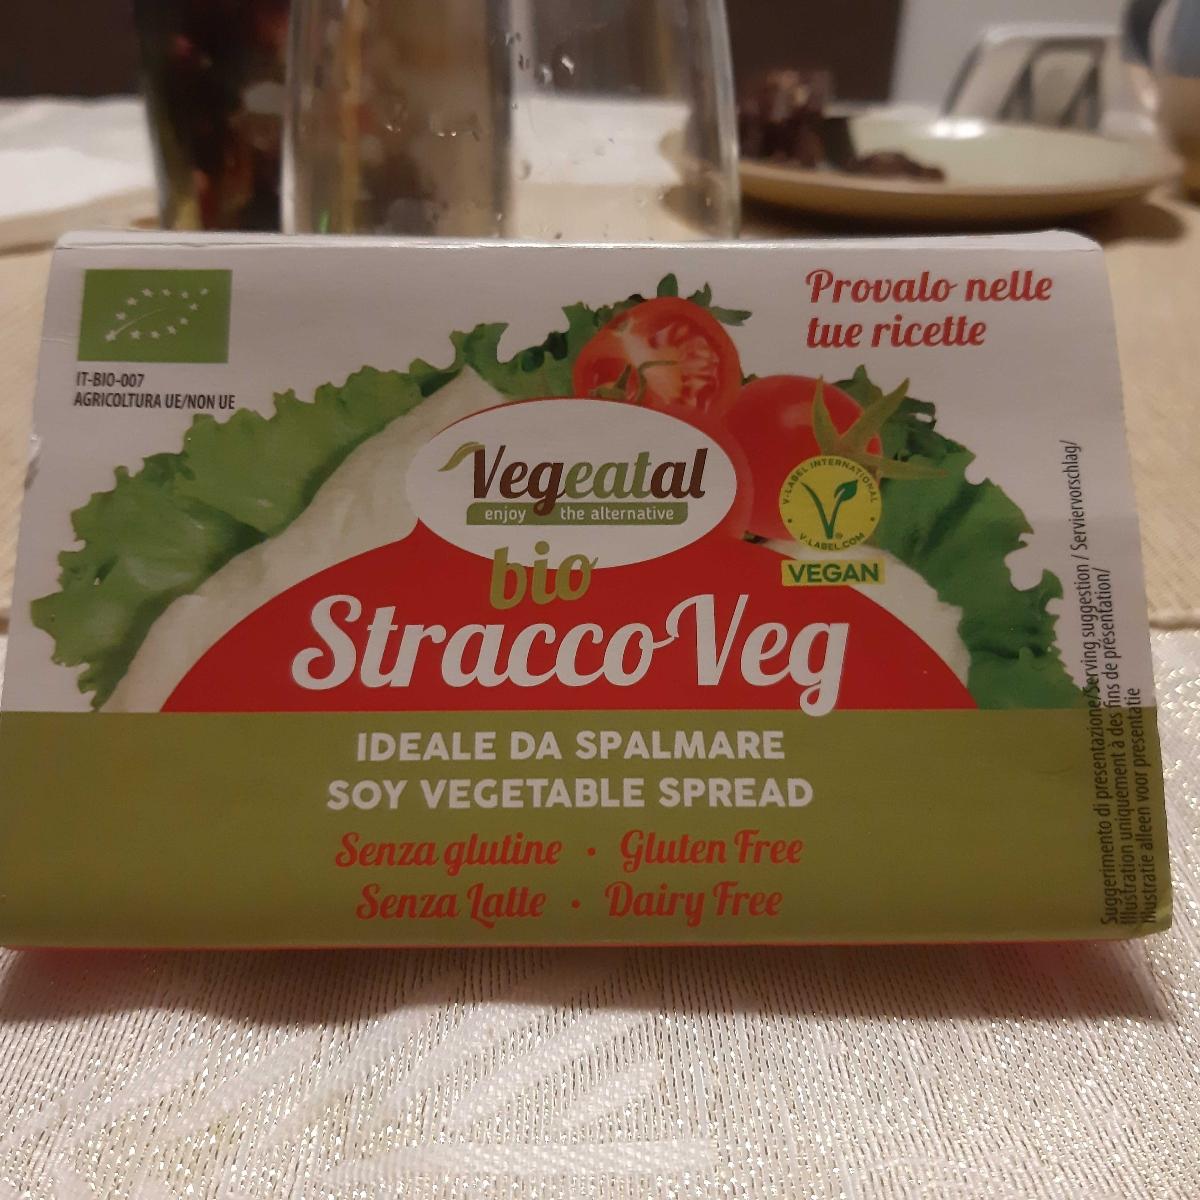 Provalo nelle
tue ricette
IT-BIO-007
AGRICOLTURA UE/NON UE
Vegeatal
enjoy the alternative
V-LABEL INTERNATIONAL
V-LABEL.COM
VEGAN
bio
StraccoVeg
IDEALE DA SPALMARE
SOY VEGETABLE SPREAD
Senza glutine · Gluten Free
Senza Latte · Dairy Free
Suggerimento di presentazione/Serving suggestion / Serviervorschlag/
Illustration uniquement à des fins de présentation/
Illustratie alleen voor presentatie